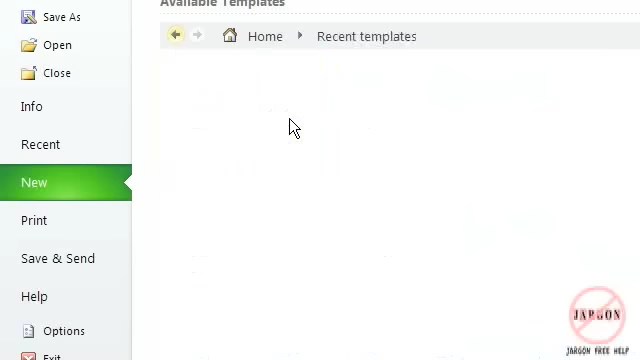 Available Templates
Save As
Home
Recent templates
Open
Close
Info
Recent
New
Print
Save & Send
Help
Options
Exit
JARGON
JARGON FREE HELP